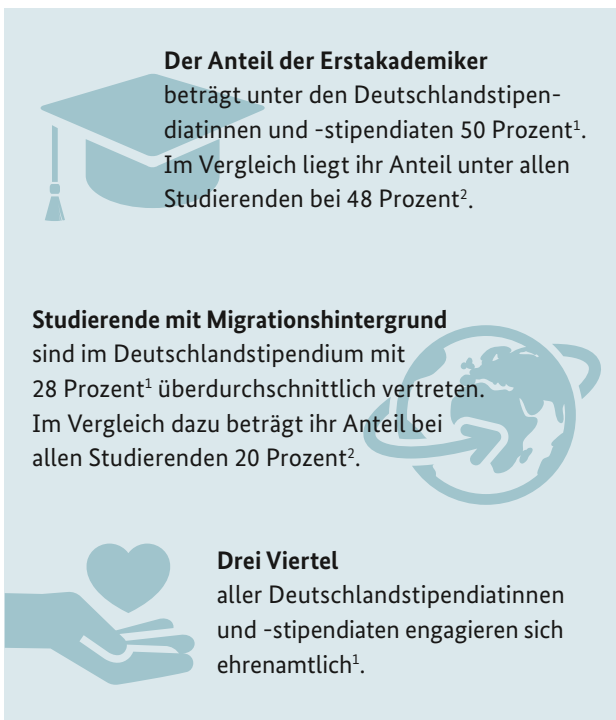 Der Anteil der Erstakademiker
beträgt unter den Deutschlandstipen-
diatinnen und -stipendiaten 50 Prozent¹.
Im Vergleich liegt ihr Anteil unter allen
Studierenden bei 48 Prozent².
Studierende mit Migrationshintergrund
sind im Deutschlandstipendium mit
28 Prozent¹ überdurchschnittlich vertreten.
Im Vergleich dazu beträgt ihr Anteil bei
allen Studierenden 20 Prozent².
Drei Viertel
aller Deutschlandstipendiatinnen
und -stipendiaten engagieren sich
ehrenamtlich¹.